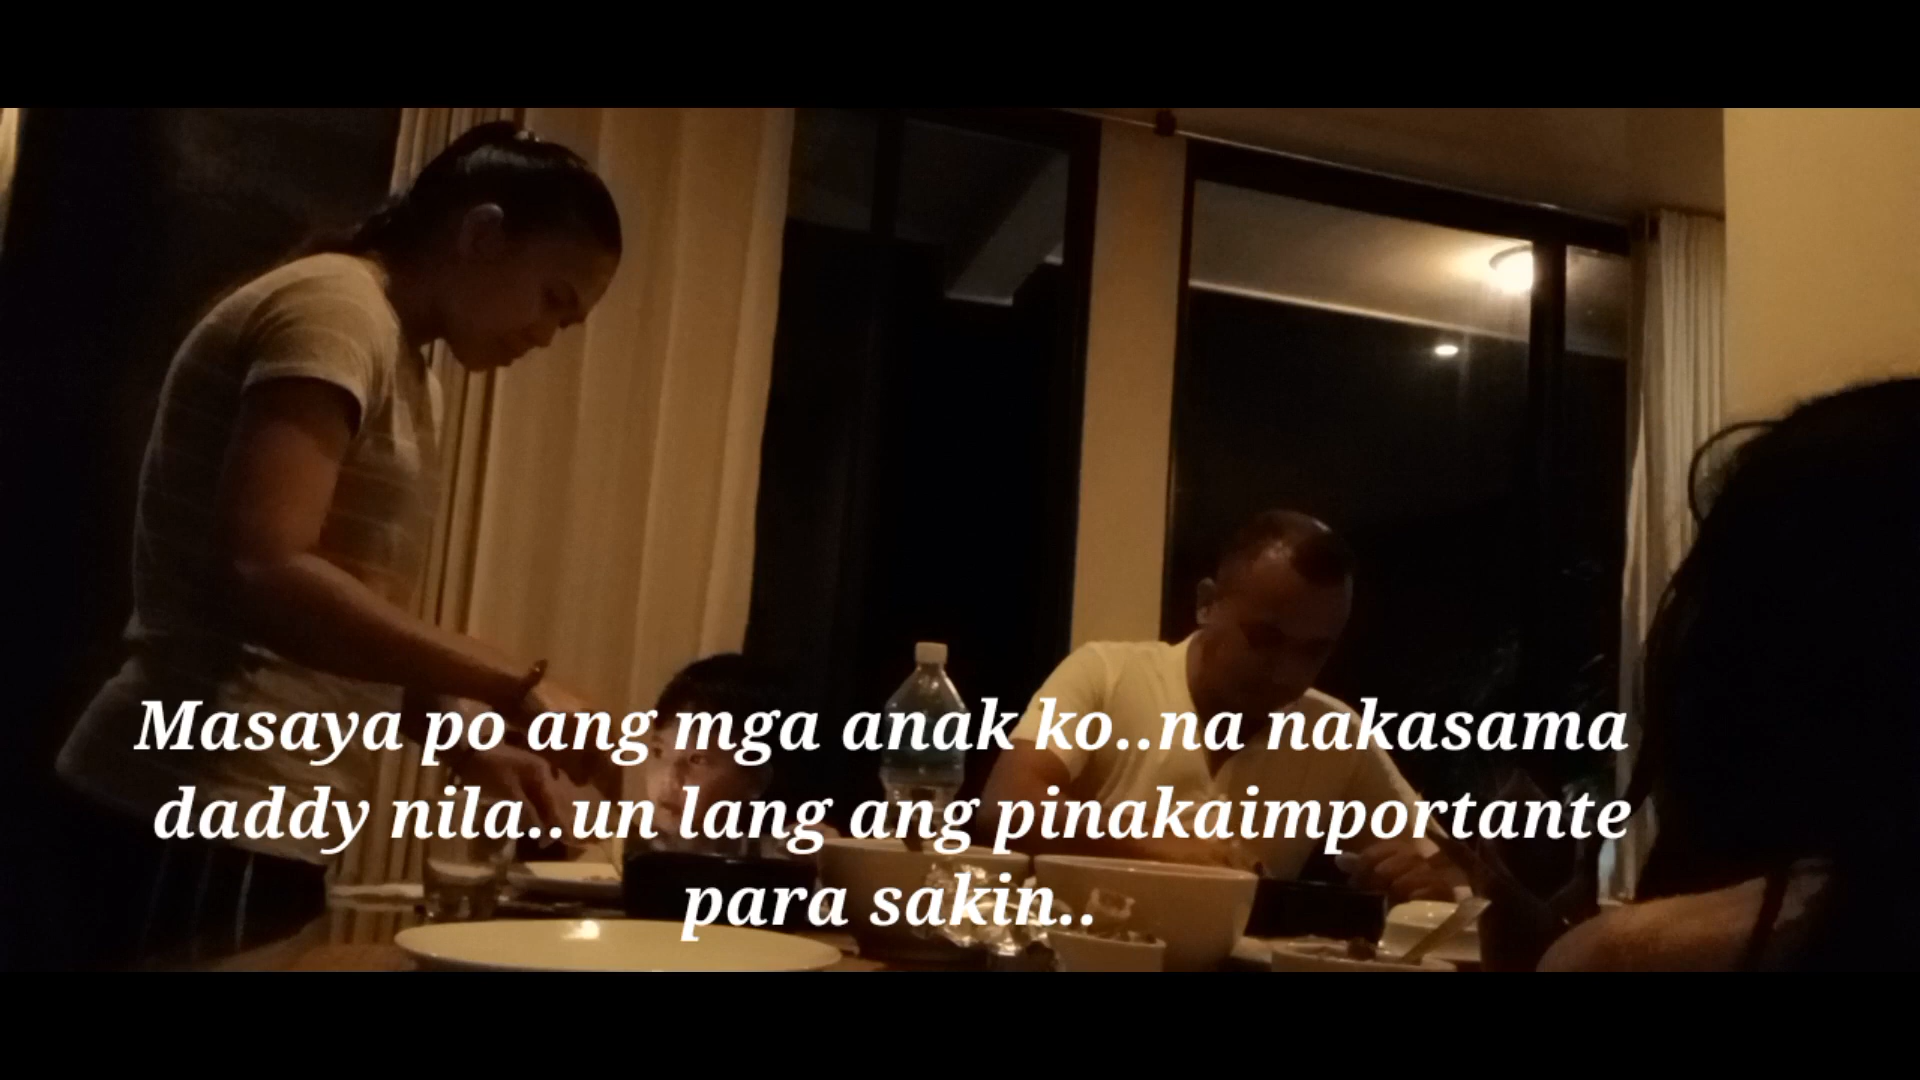 Masaya po ang mga anak ko..na nakasama
daddy nila..un lang ang pinakaimportante
para sakin..